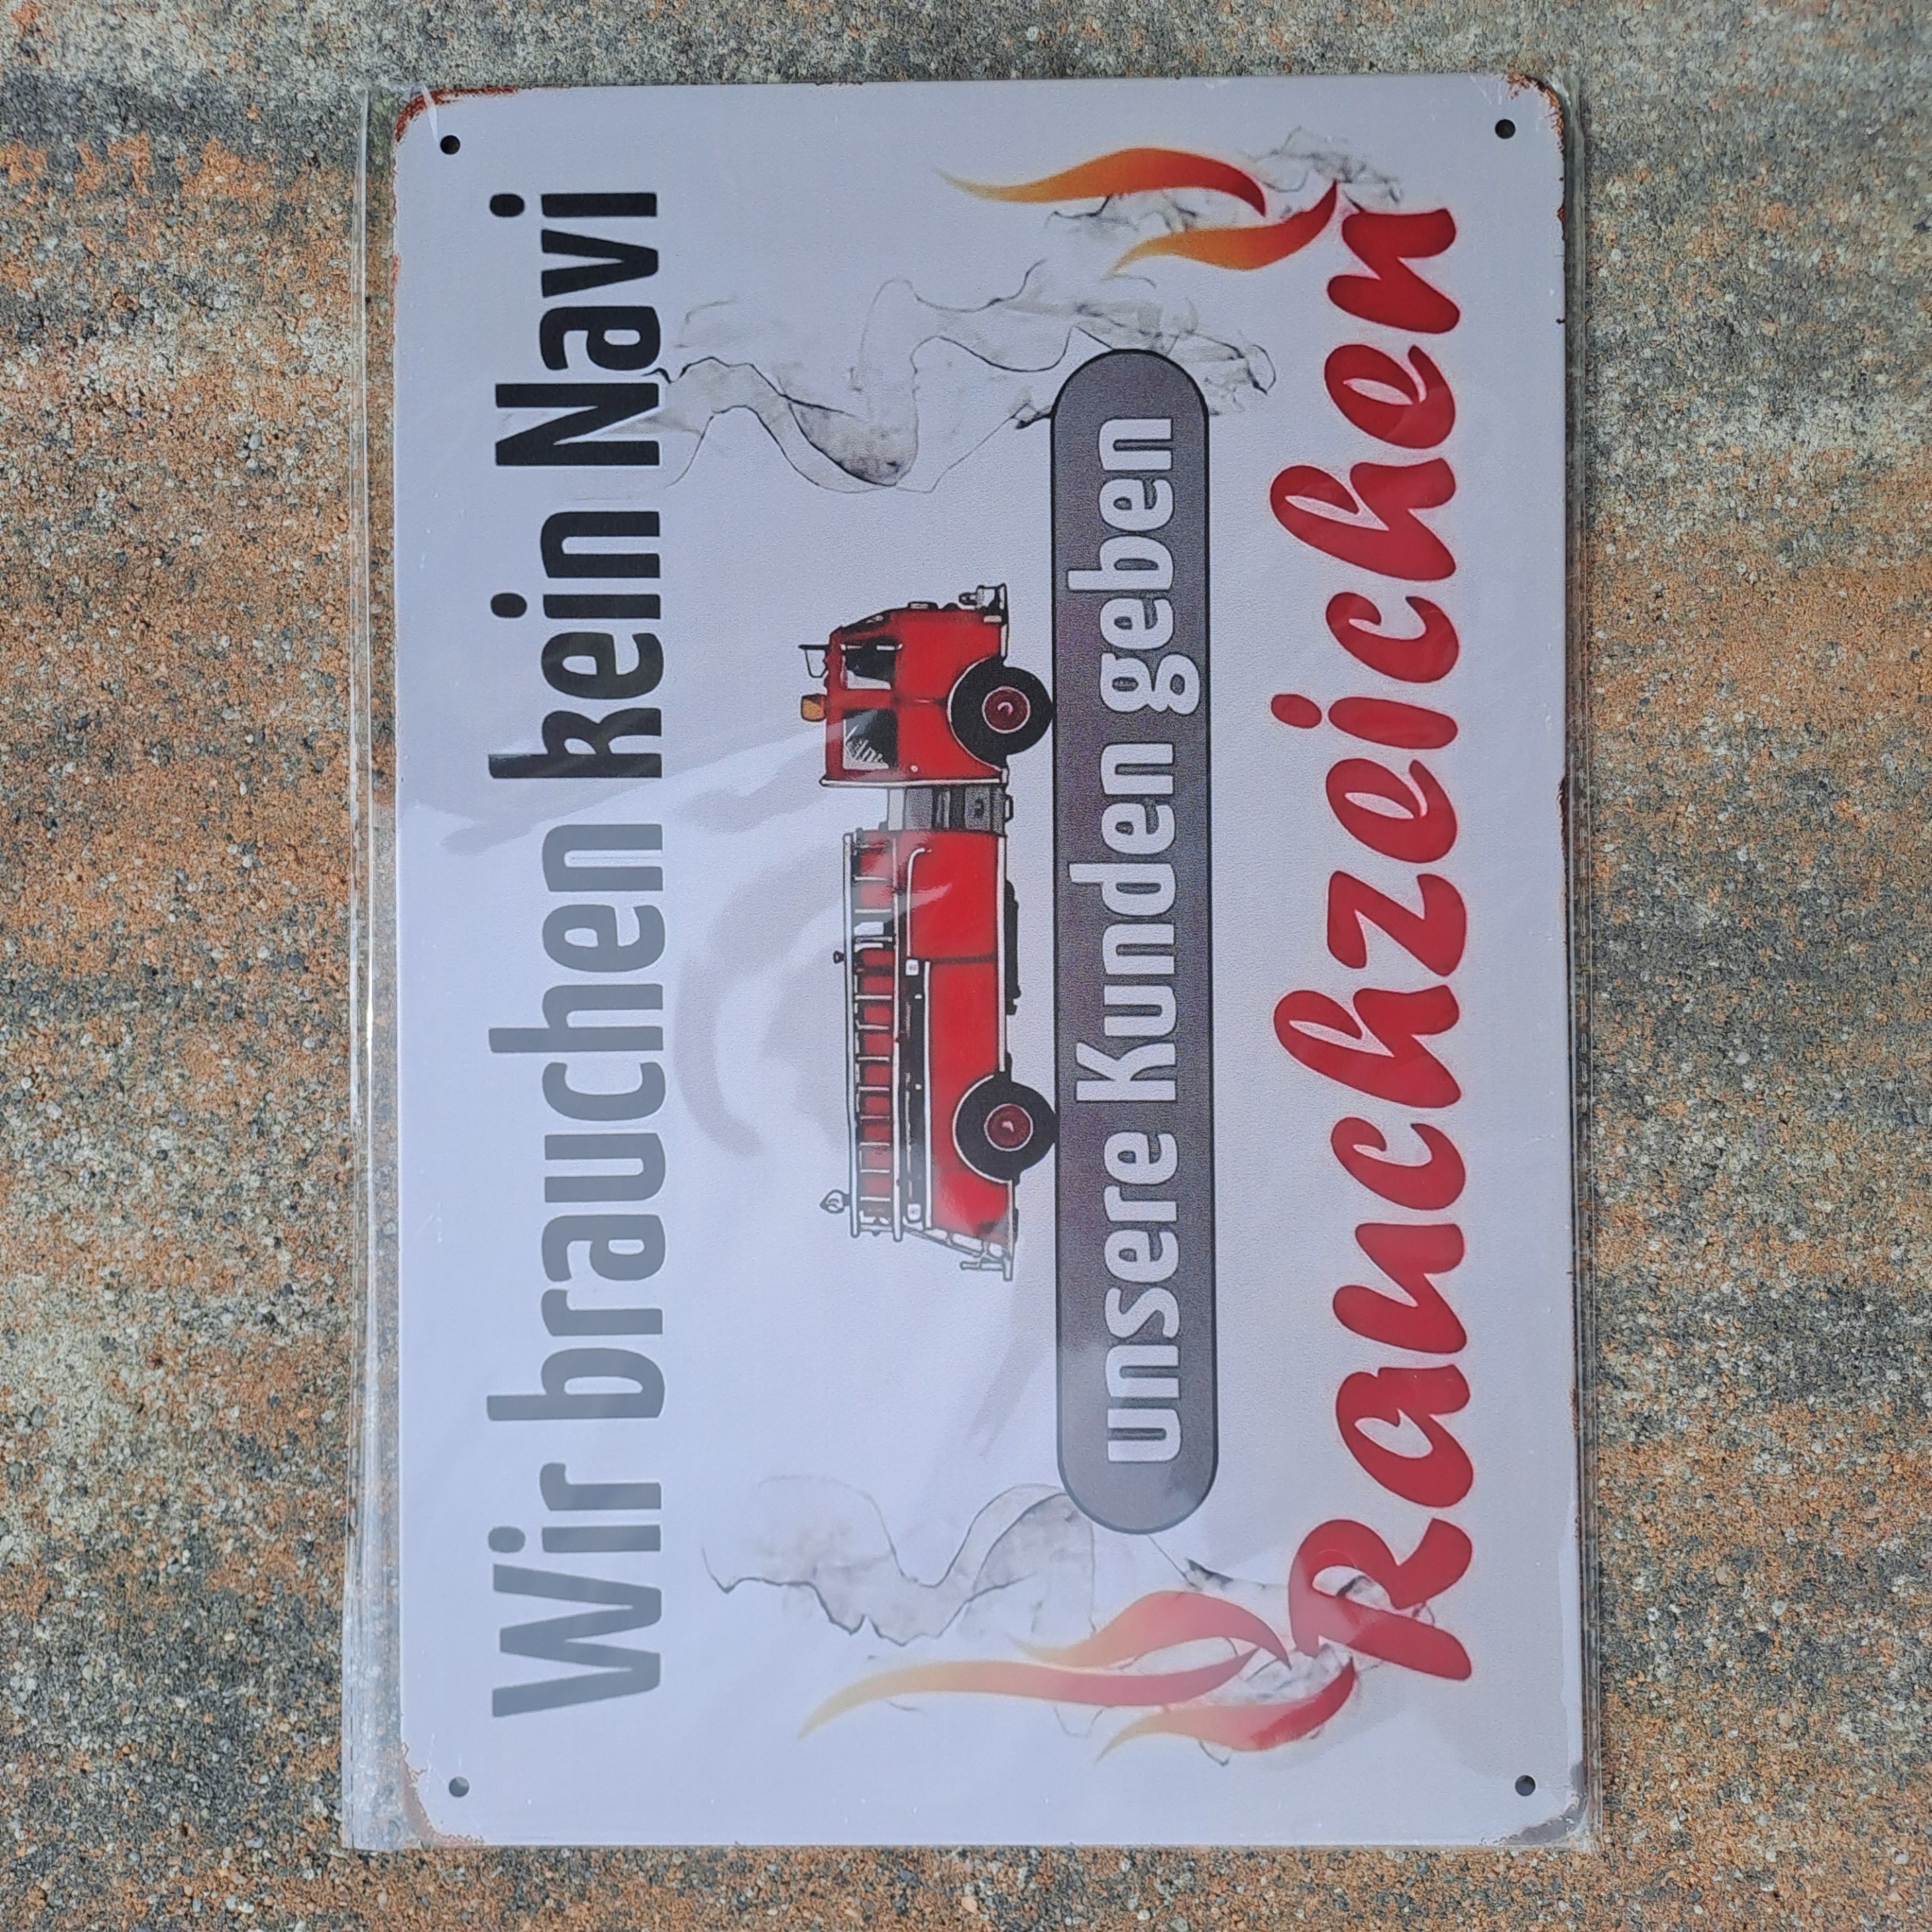 Wir brauchen kein Navi
unsere Kunden geben
Rauchzeichen